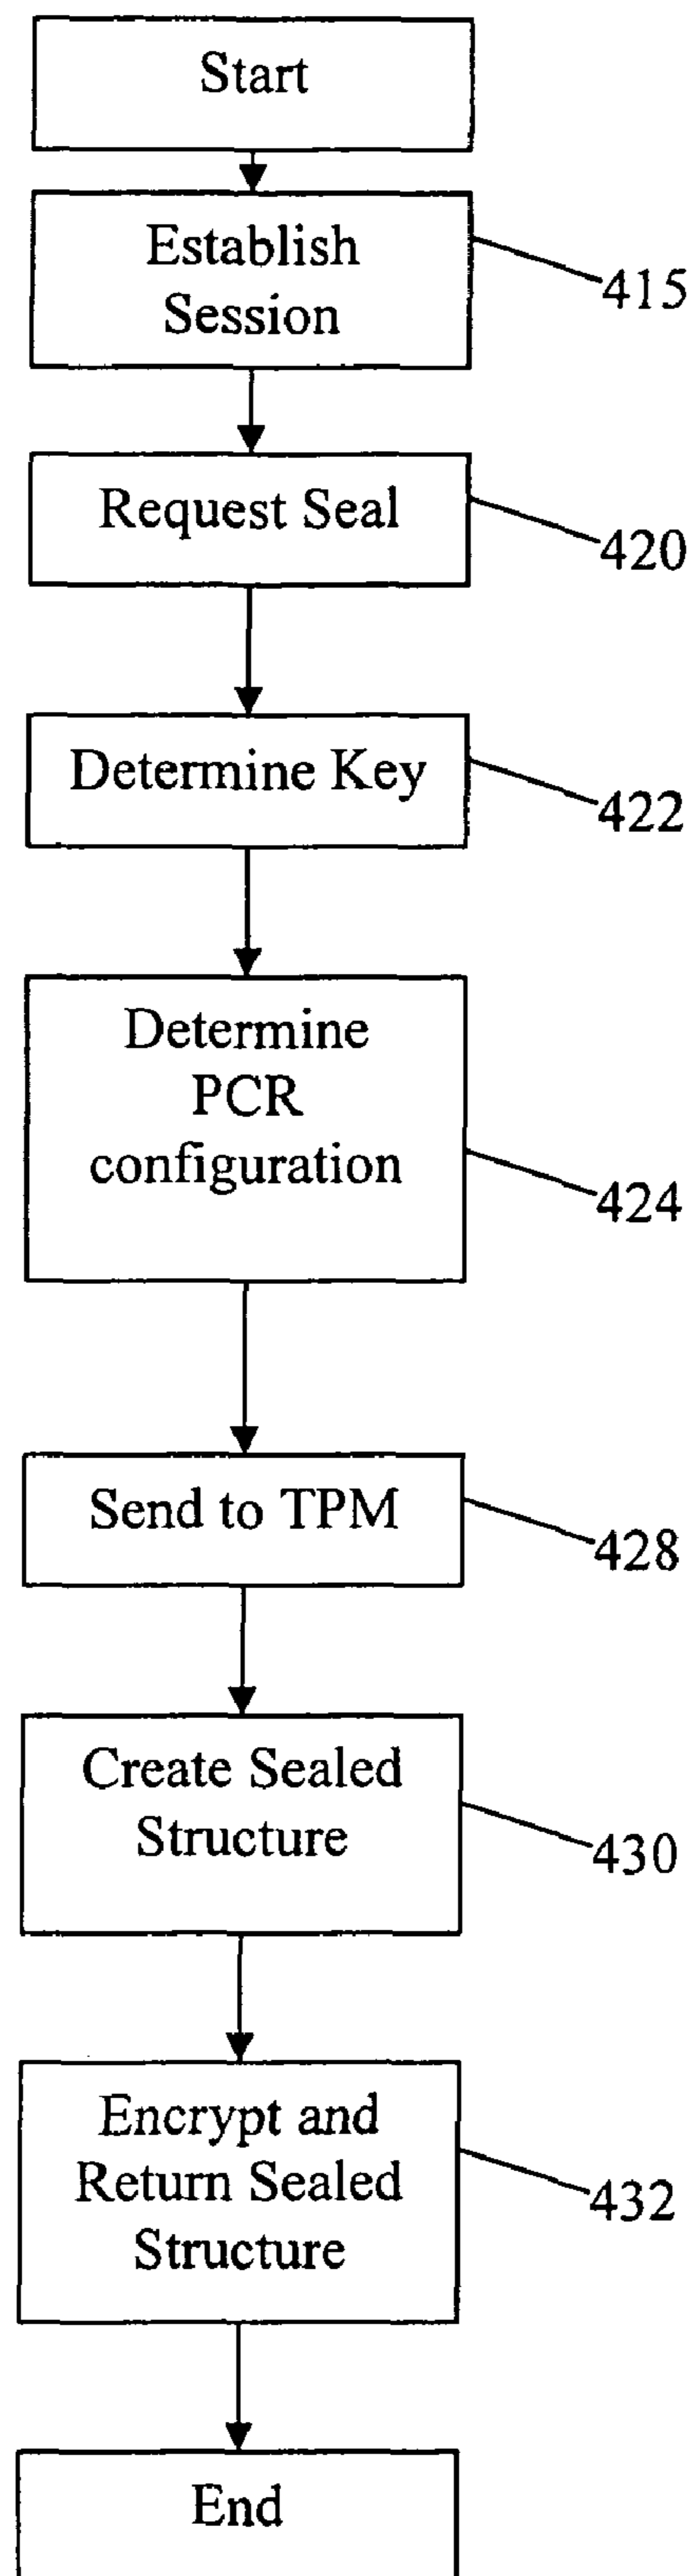 Start
Establish
Session
415
Request Seal
420
Determine Key
422
Determine
PCR
configuration
424
Send to TPM
428
Create Sealed
Structure
430
Encrypt and
Return Sealed
Structure
432
End